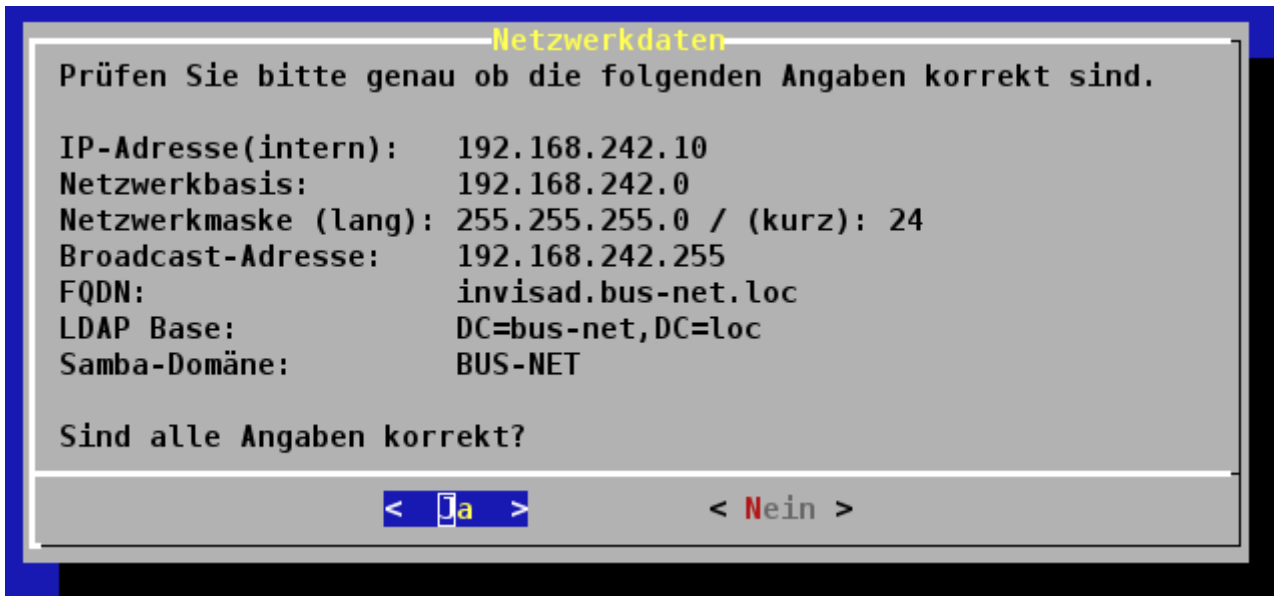 Netzwerkdaten
Prüfen Sie bitte genau ob die folgenden Angaben korrekt sind.
IP-Adresse(intern): 192.168.242.10
Netzwerkbasis: 192.168.242.0
Netzwerkmaske (lang): 255.255.255.0 / (kurz): 24
Broadcast-Adresse: 192.168.242.255
FQDN: invisad.bus-net.loc
LDAP Base: DC=bus-net,DC=loc
Samba-Domäne: BUS-NET
Sind alle Angaben korrekt?
< Ja > < Nein >